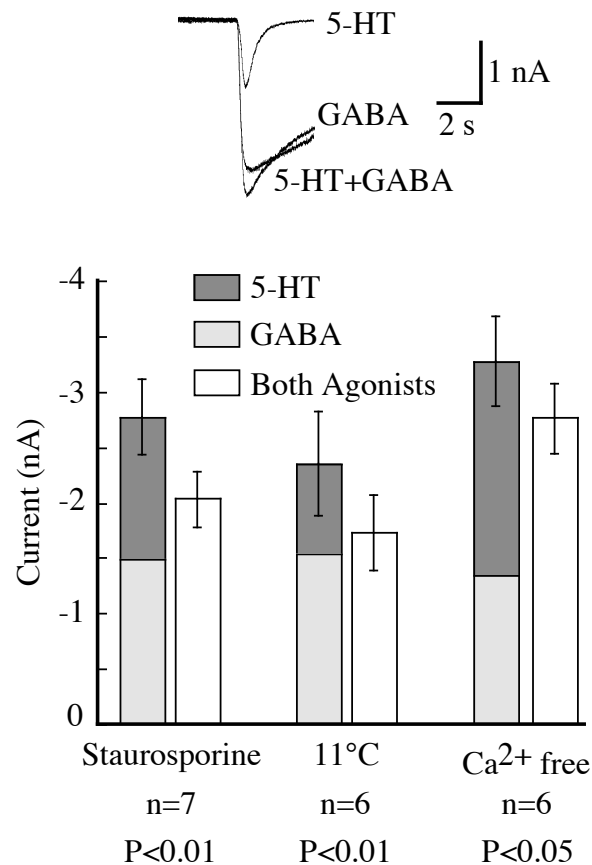 5-HT
1 nA
2 s
GABA
5-HT+GABA
-4
-3
-2
-1
0
Current (nA)
5-HT
GABA
Both Agonists
Staurosporine 11°C Ca2+ free
n=7 n=6 n=6
P<0.01 P<0.01 P<0.05